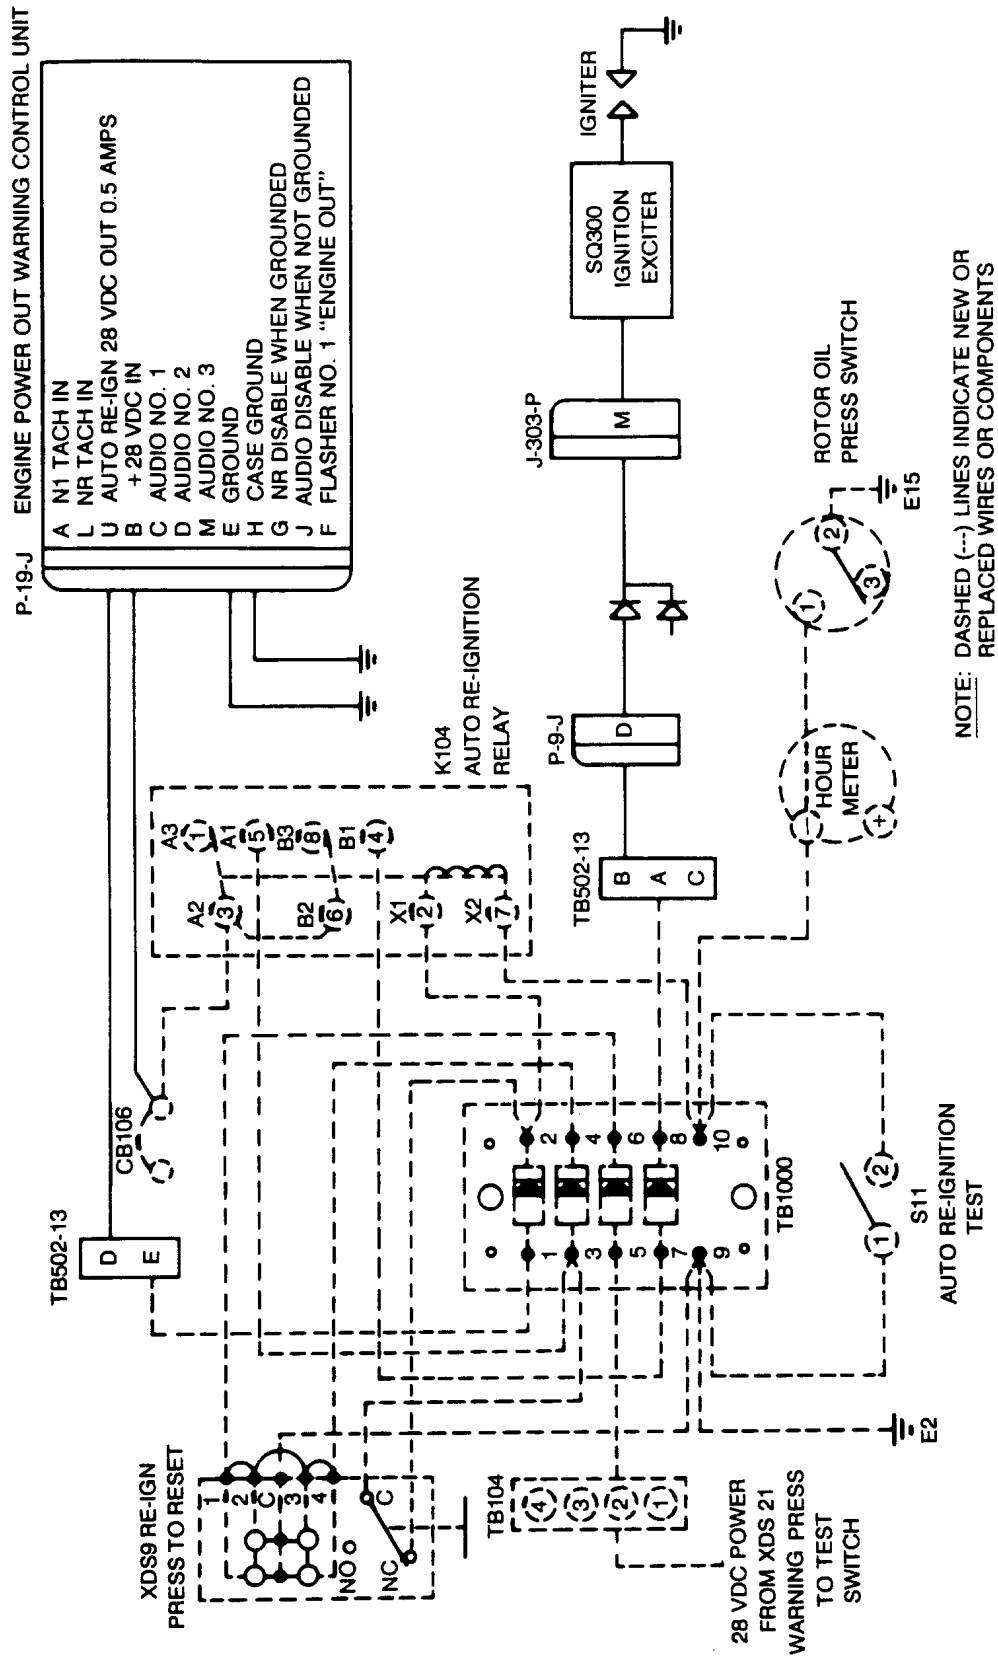 P-19-J ENGINE POWER OUT WARNING CONTROL UNIT
A N1 TACH IN
L NR TACH IN
U AUTO RE-IGN 28 VDC OUT 0.5 AMPS
B +28 VDC IN
C AUDIO NO. 1
D AUDIO NO. 2
M AUDIO NO. 3
E GROUND
H CASE GROUND
G NR DISABLE WHEN GROUNDED
J AUDIO DISABLE WHEN NOT GROUNDED
F FLASHER NO. 1 “ENGINE OUT”
TB502-13
D
E
CB106
K104
AUTO RE-IGNITION
RELAY
A3
1
A1
5
B3
8
B1
4
A2
3
B2
6
X1
2
X2
7
XDS9 RE-IGN
PRESS TO RESET
1
2
C
3
4
NO
NC
C
TB104
4
3
2
1
28 VDC POWER
FROM XDS 21
WARNING PRESS
TO TEST
SWITCH
E2
1
3
5
7
9
2
4
6
8
10
TB1000
1
2
S11
AUTO RE-IGNITION
TEST
TB502-13
B
A
C
P-9-J
D
J-303-P
M
SQ300
IGNITION
EXCITER
IGNITER
HOUR
METER
-
+
ROTOR OIL
PRESS SWITCH
1
2
3
E15
NOTE: DASHED (---) LINES INDICATE NEW OR
REPLACED WIRES OR COMPONENTS